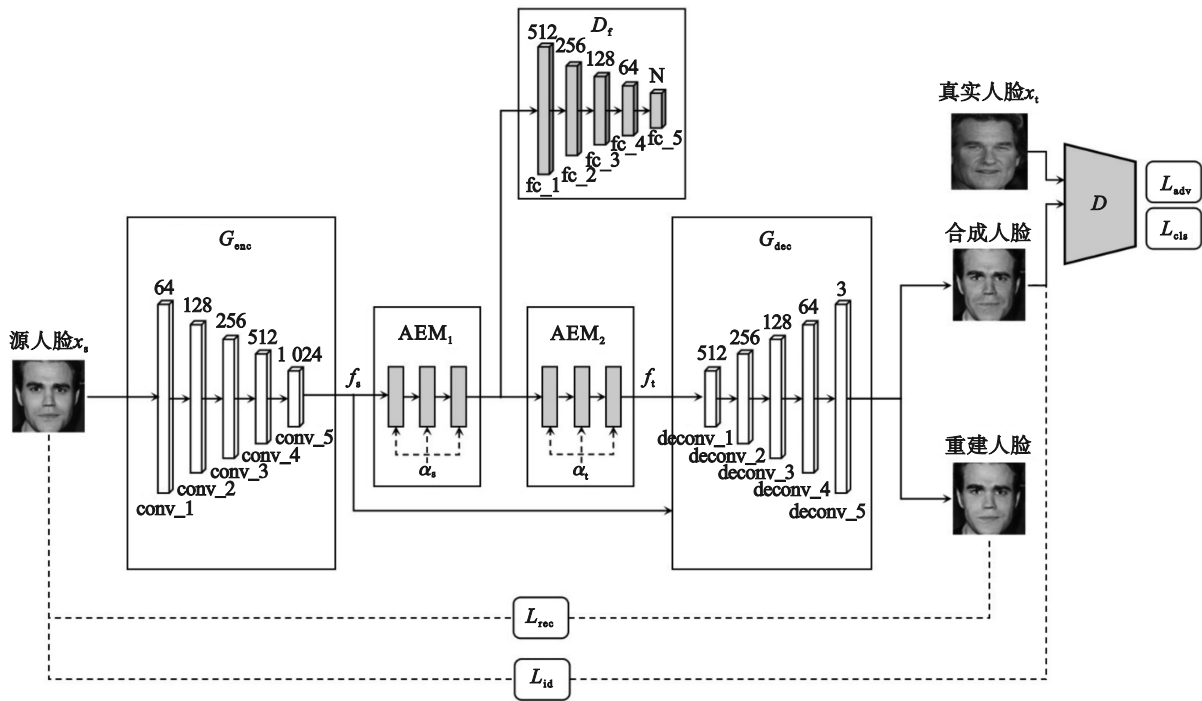 D_f
512
256
128
64
N
fc_1
fc_2
fc_3
fc_4
fc_5
真实人脸x_t
D
L_adv
L_cls
合成人脸
G_enc
64
128
256
512
1 024
conv_1
conv_2
conv_3
conv_4
conv_5
源人脸x_s
f_s
AEM₁
α_s
AEM₂
α_t
f_t
G_dec
512
256
128
64
3
deconv_1
deconv_2
deconv_3
deconv_4
deconv_5
重建人脸
L_rec
L_id